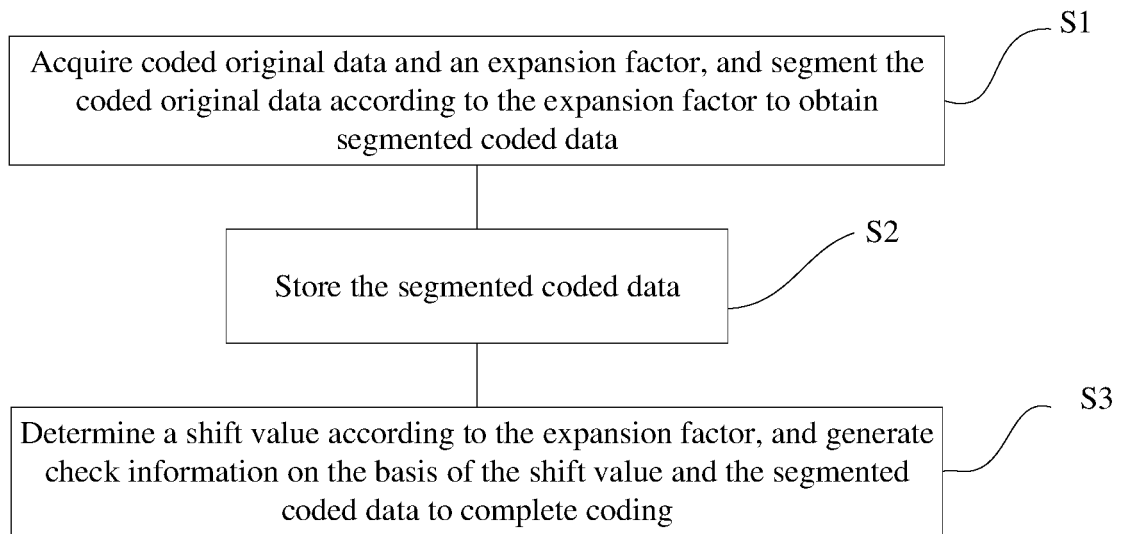 S1
Acquire coded original data and an expansion factor, and segment the
coded original data according to the expansion factor to obtain
segmented coded data
S2
Store the segmented coded data
S3
Determine a shift value according to the expansion factor, and generate
check information on the basis of the shift value and the segmented
coded data to complete coding